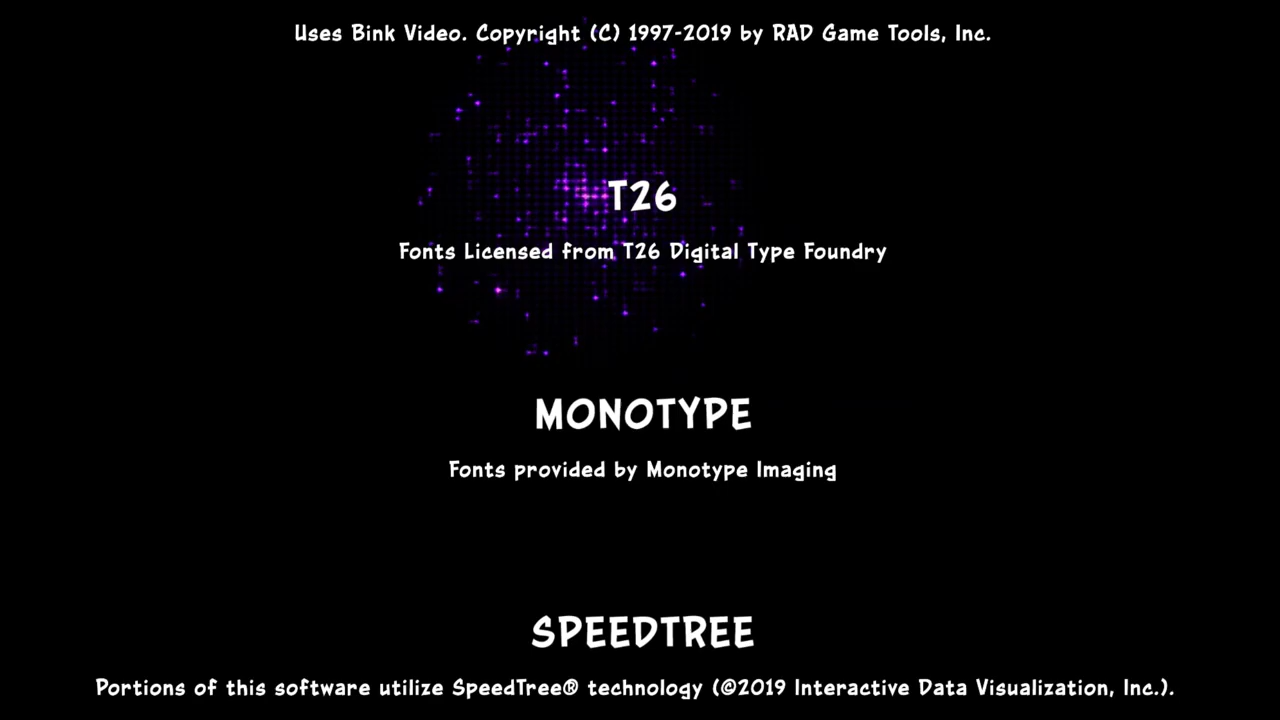 Uses Bink Video. Copyright (C) 1997-2019 by RAD Game Tools, Inc.
T26
Fonts Licensed from T26 Digital Type Foundry
MONOTYPE
Fonts provided by Monotype Imaging
SPEEDTREE
Portions of this software utilize SpeedTree® technology (©2019 Interactive Data Visualization, Inc.).